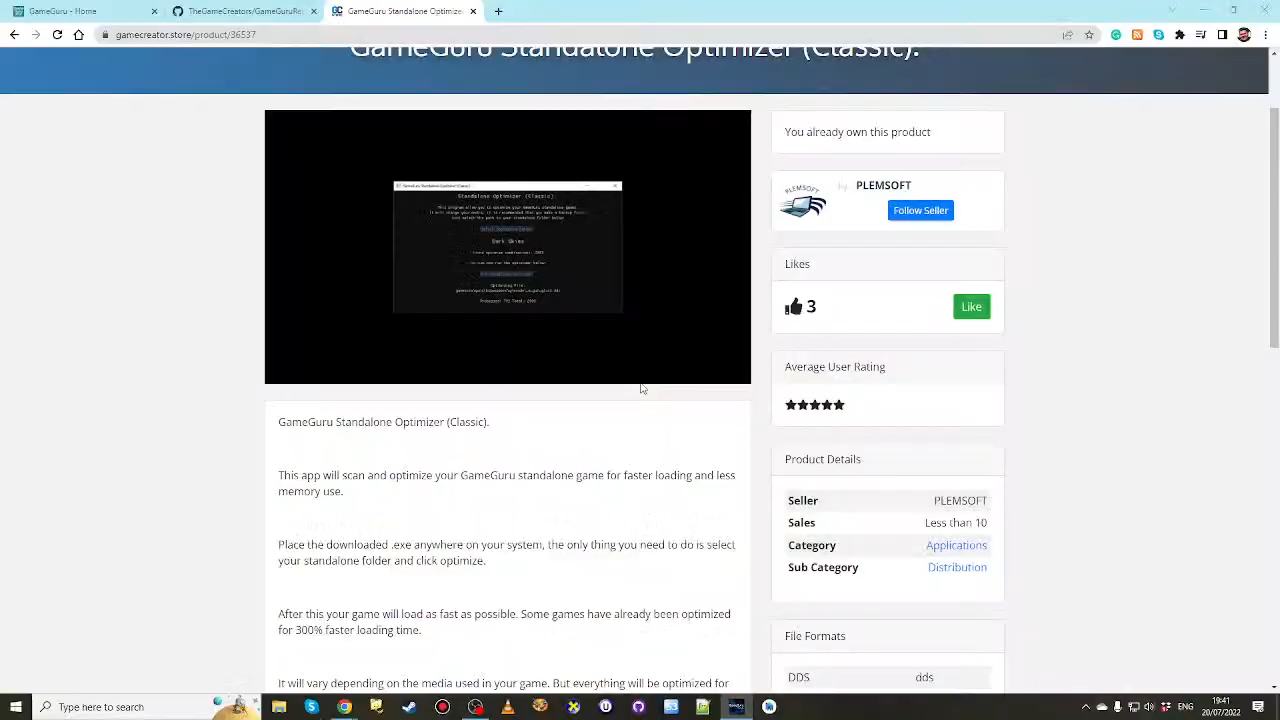 GameGuru - Home
TheGameCreators/GameGuruRe
GameGuru Standalone Optimize
gamecreator.store/product/36537
GameGuru Standalone Optimizer (Classic).
You already own this product
PLEMSOFT
PLEMSOFT
Follow Seller
Standalone Optimizer (Classic)
Dark Skies
Likes
3
Like
Average User Rating
GameGuru Standalone Optimizer (Classic).
This app will scan and optimize your GameGuru standalone game for faster loading and less
memory use.
Place the downloaded .exe anywhere on your system, the only thing you need to do is select
your standalone folder and click optimize.
After this your game will load as fast as possible. Some games have already been optimized
for 300% faster loading time.
It will vary depending on the media used in your game. But everything will be optimized for
Product Details
Seller PLEMSOFT
Sales Less than 10
Category Applications
Sub Category Distribution
File Formats
DDS dds
Type here to search
19:41
20/07/2022